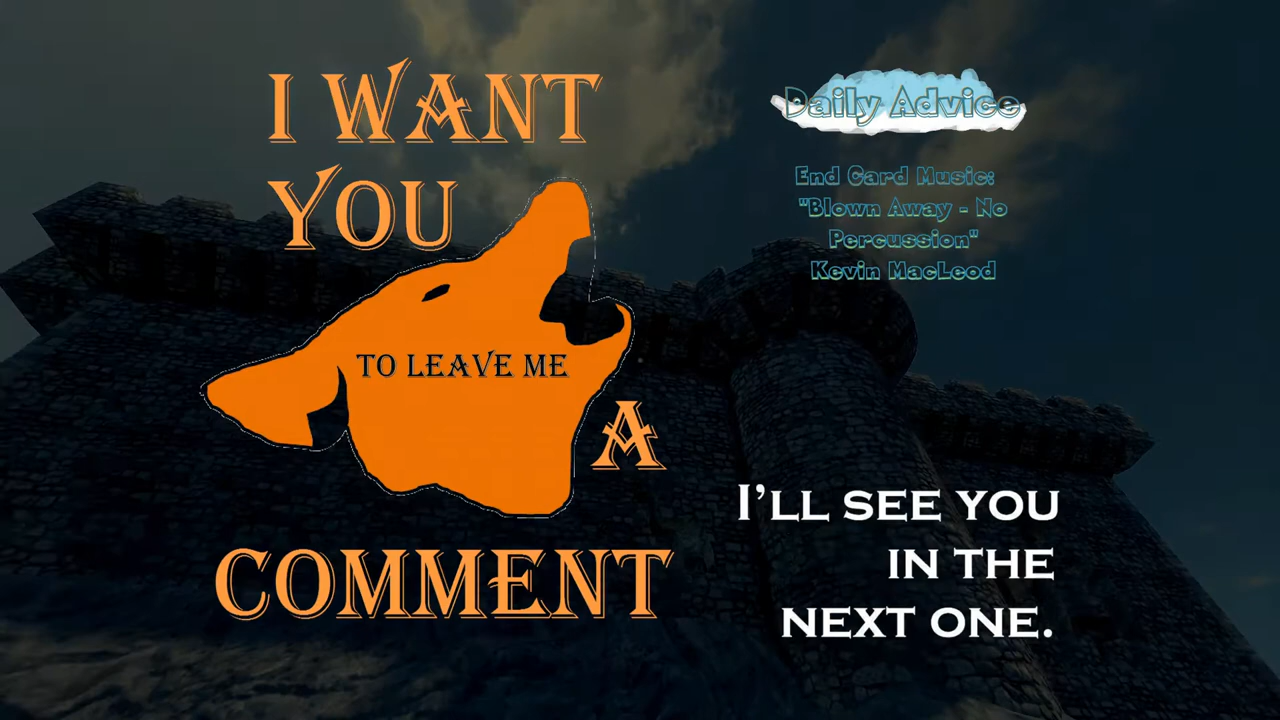 I WANT
YOU
TO LEAVE ME
A
COMMENT
Daily Advice
End Card Music:
"Blown Away - No
Percussion"
Kevin MacLeod
I'LL SEE YOU
IN THE
NEXT ONE.